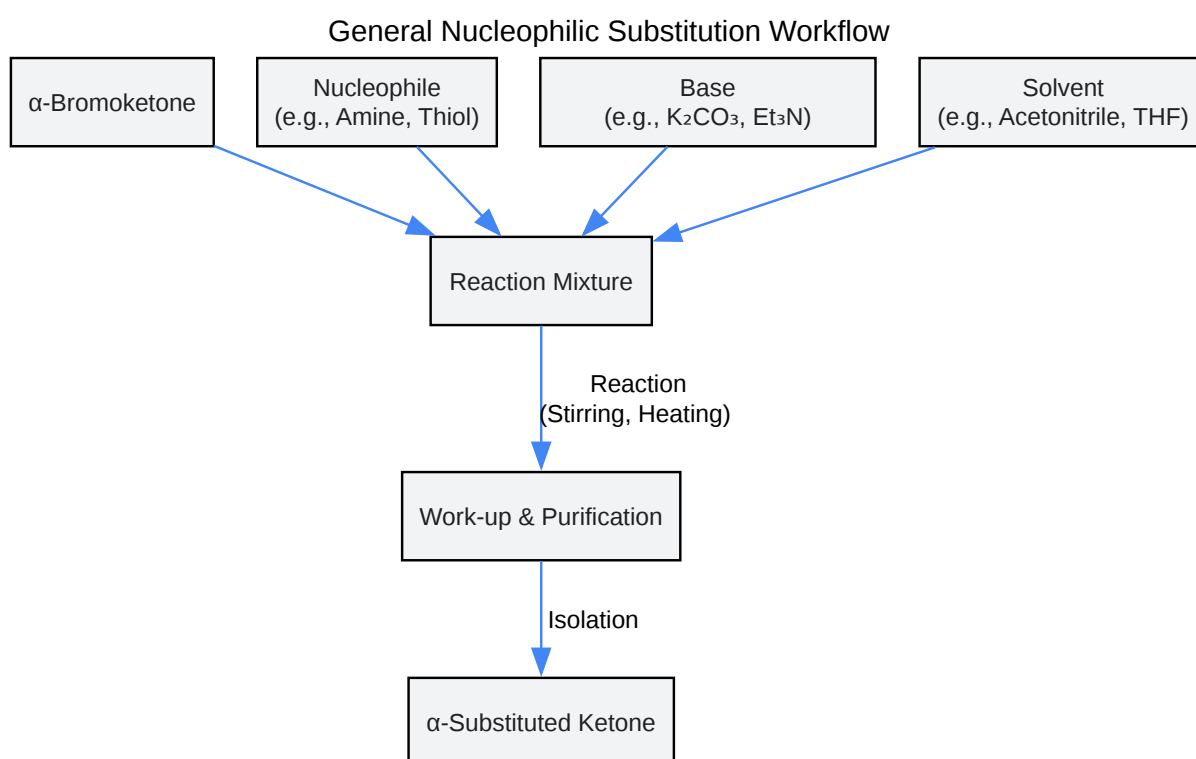 General Nucleophilic Substitution Workflow
α-Bromoketone
Nucleophile
(e.g., Amine, Thiol)
Base
(e.g., K₂CO₃, Et₃N)
Solvent
(e.g., Acetonitrile, THF)
Reaction Mixture
Reaction
(Stirring, Heating)
Work-up & Purification
Isolation
α-Substituted Ketone